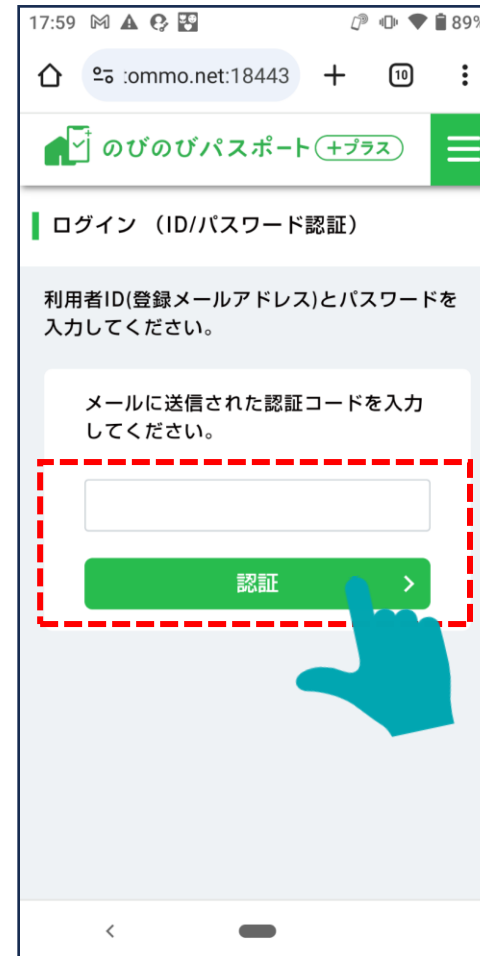 17:59 89%
:ommo.net:18443 10
のびのびパスポート +プラス
ログイン （ID/パスワード認証）
利用者ID(登録メールアドレス)とパスワードを
入力してください。
メールに送信された認証コードを入力
してください。
認証